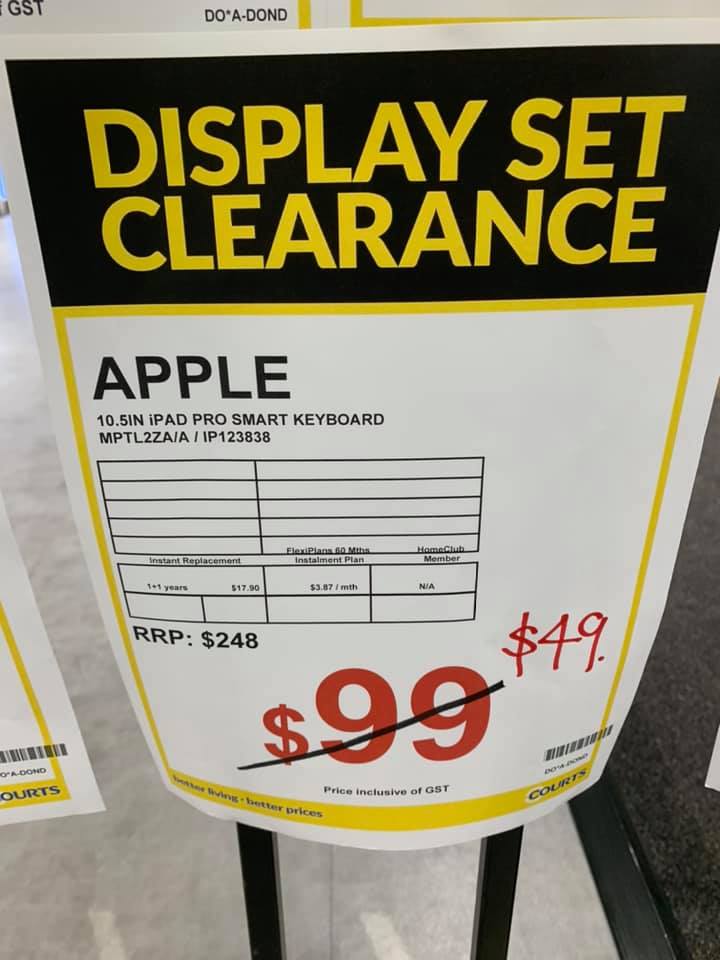 GST
DO*A-DOND
DISPLAY SET
CLEARANCE
APPLE
10.5IN iPAD PRO SMART KEYBOARD
MPTL2ZA/A / IP123838
FlexiPlans 60 Mths HomeClub
Instant Replacement Instalment Plan Member
1+1 years $17.90 $3.87 / mth N/A
RRP: $248
$49.
$99
Price inclusive of GST
DO*A-DOND
better living · better prices
COURTS
O*A-DOND
OURTS